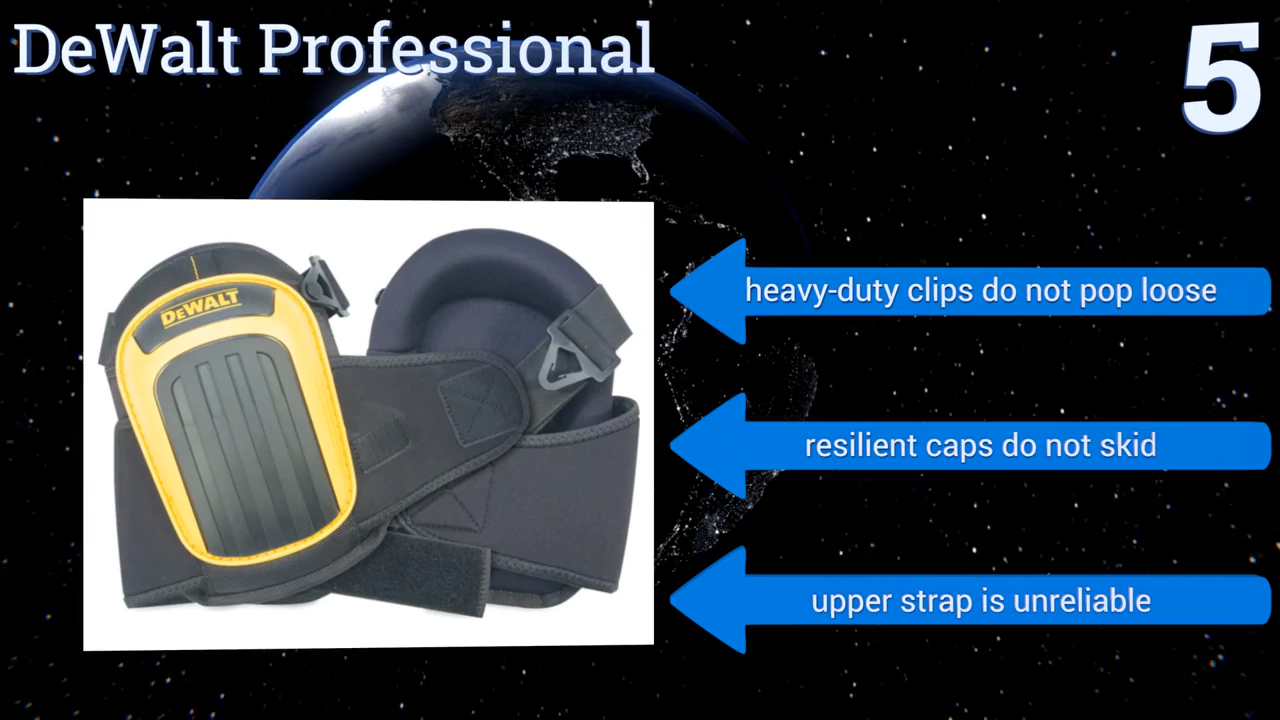 DeWalt Professional
5
DEWALT
heavy-duty clips do not pop loose
resilient caps do not skid
upper strap is unreliable